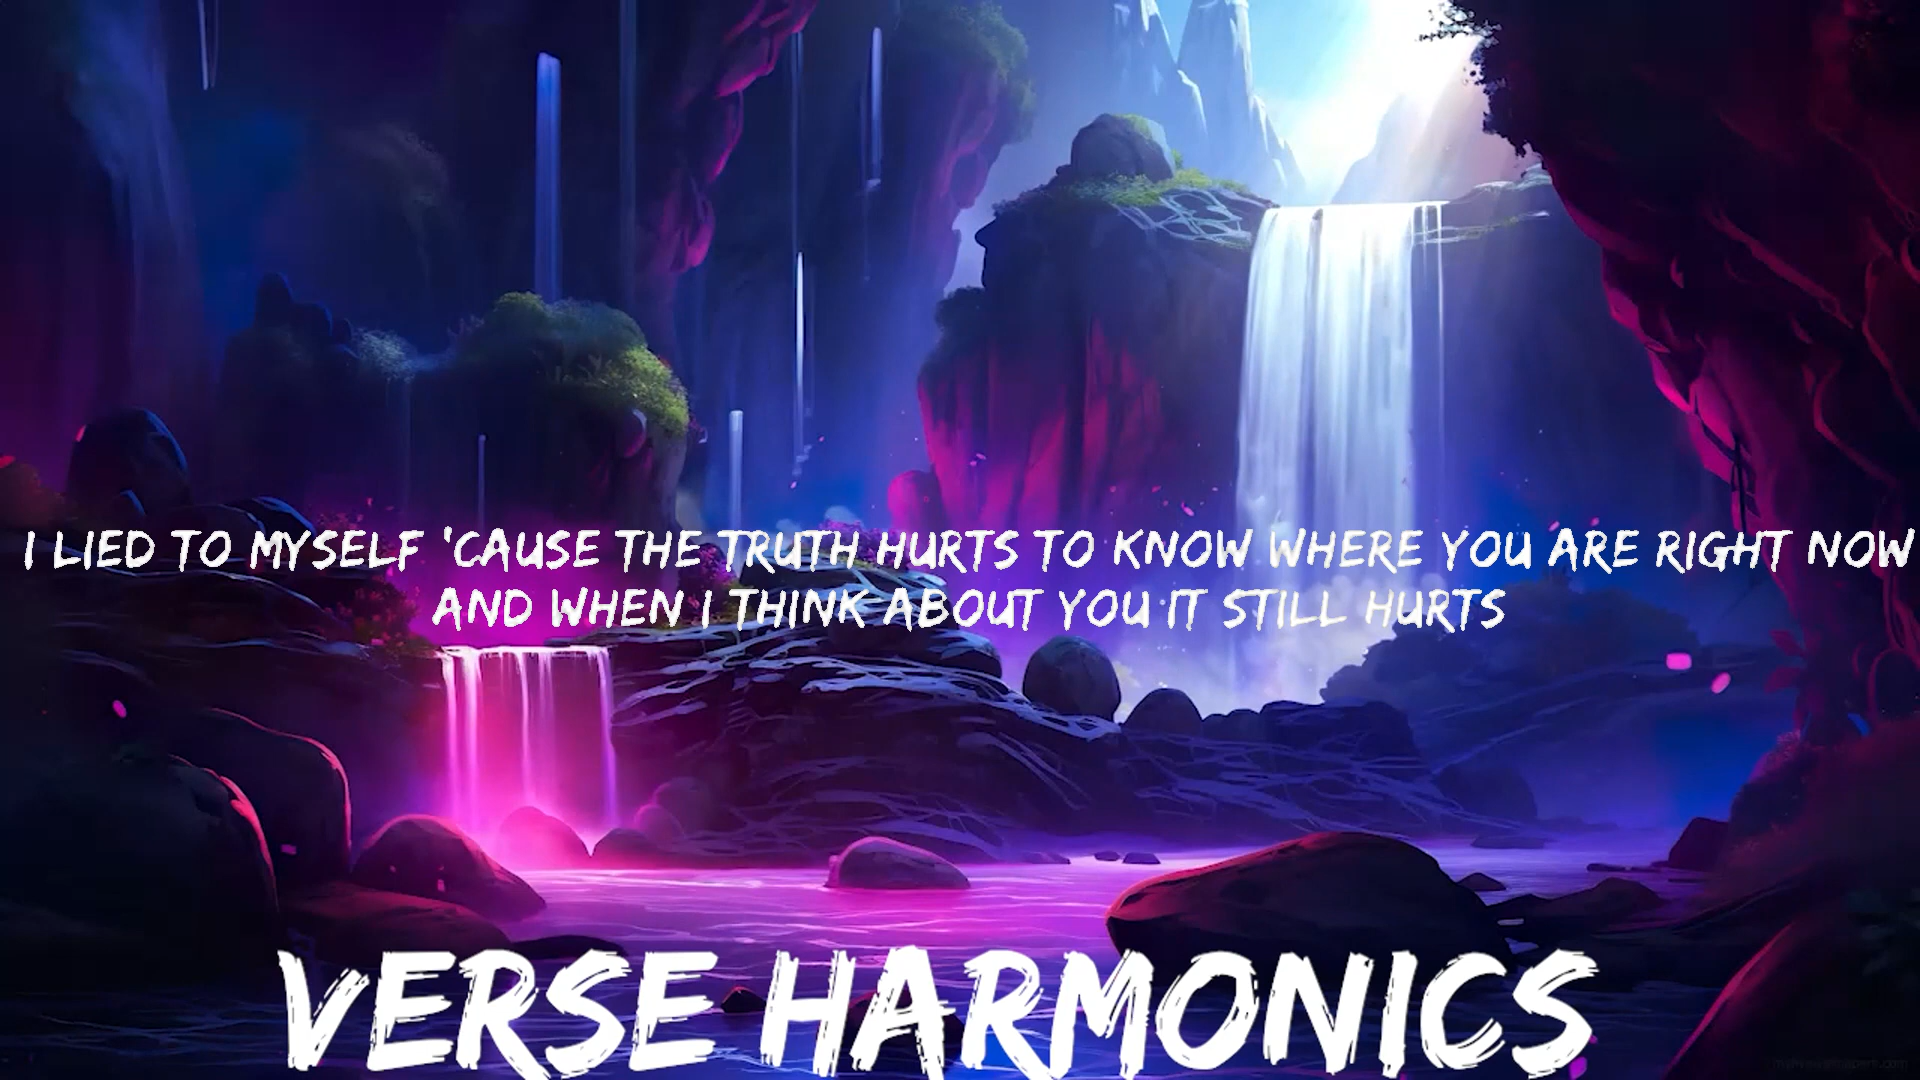 I LIED TO MYSELF 'CAUSE THE TRUTH HURTS TO KNOW WHERE YOU ARE RIGHT NOW
AND WHEN I THINK ABOUT YOU IT STILL HURTS
VERSE HARMONICS